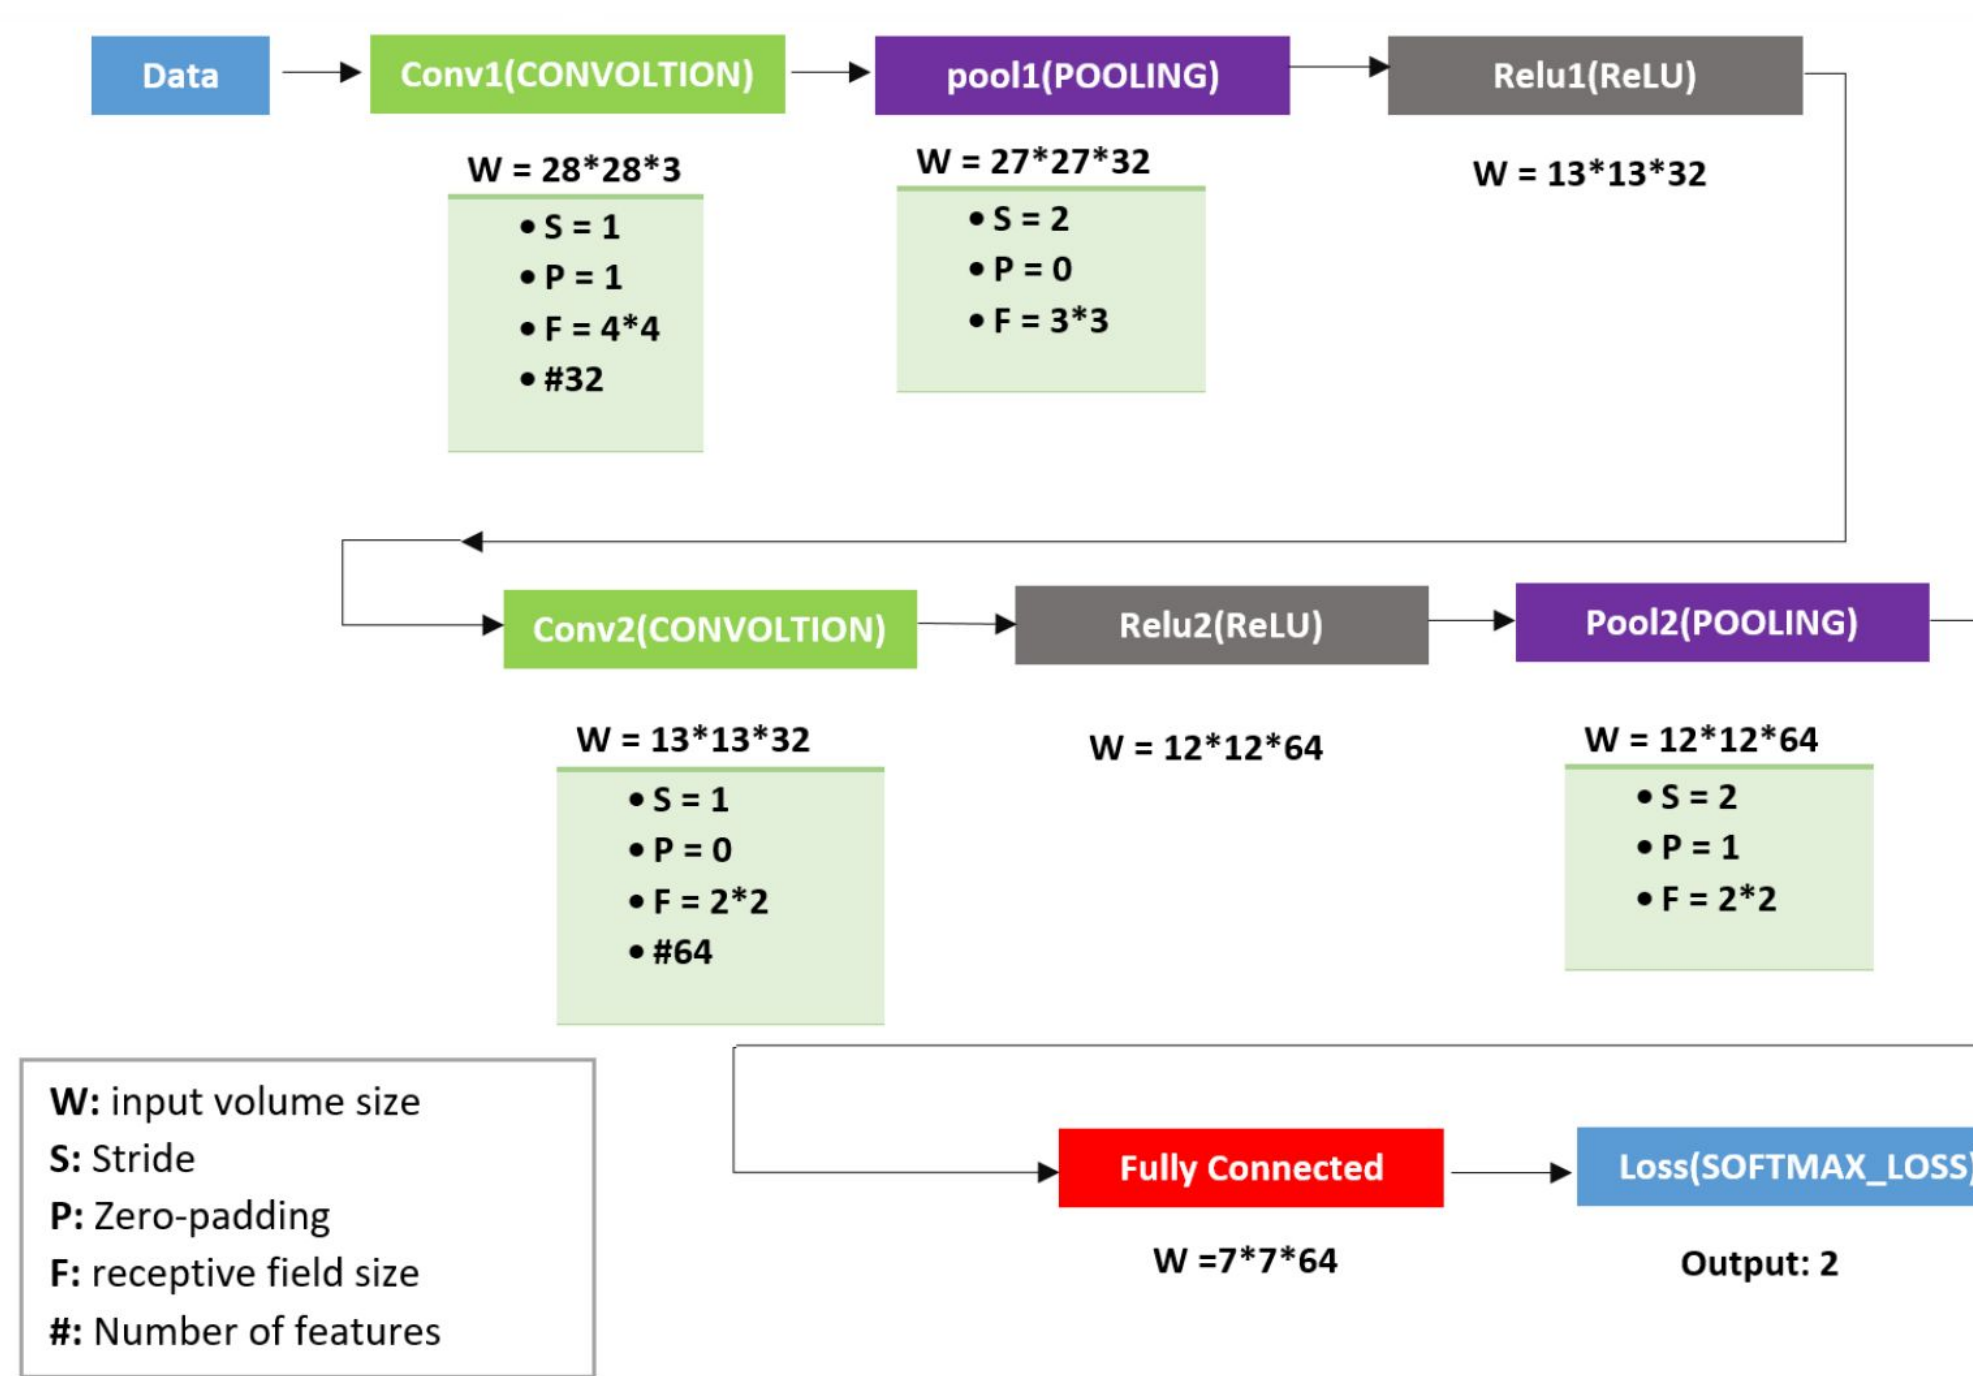 Data
Conv1(CONVOLTION)
pool1(POOLING)
Relu1(ReLU)
W = 28*28*3
• S = 1
• P = 1
• F = 4*4
• #32
W = 27*27*32
• S = 2
• P = 0
• F = 3*3
W = 13*13*32
Conv2(CONVOLTION)
Relu2(ReLU)
Pool2(POOLING)
W = 13*13*32
• S = 1
• P = 0
• F = 2*2
• #64
W = 12*12*64
W = 12*12*64
• S = 2
• P = 1
• F = 2*2
Fully Connected
Loss(SOFTMAX_LOSS)
W =7*7*64
Output: 2
W: input volume size
S: Stride
P: Zero-padding
F: receptive field size
#: Number of features